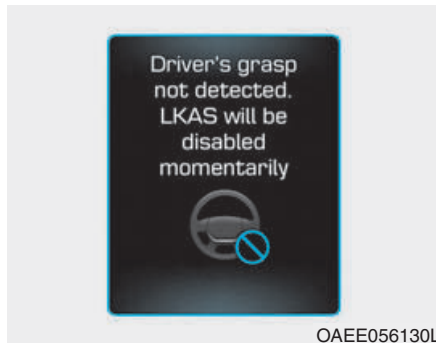 Driver's grasp
not detected.
LKAS will be
disabled
momentarily
OAEE056130L